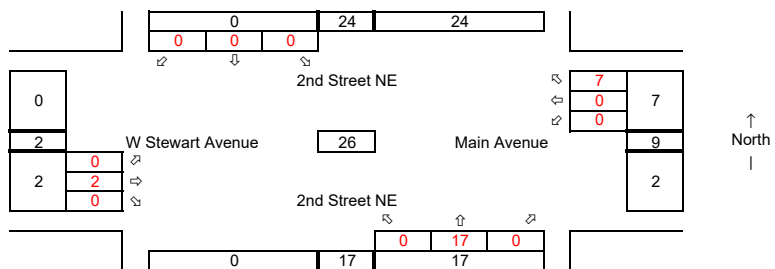 0 24 24
0 0 0
2nd Street NE
7
0 0 7
0
2 W Stewart Avenue 26 Main Avenue 9 North
0
2 2 2
0
2nd Street NE
0 17 0
0 17 17